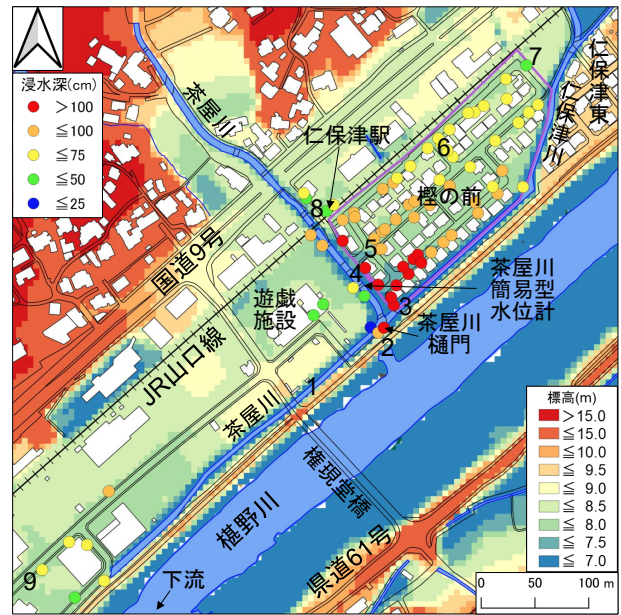 浸水深(cm)
>100
≦100
≦75
≦50
≦25
茶屋川
仁保津駅
7
仁保津東
仁保津川
6
8
樫の前
国道9号
5
4
茶屋川
簡易型
水位計
遊戯
施設
3
茶屋川
樋門
2
JR山口線
1
茶屋川
権現堂橋
椹野川
県道61号
9
下流
標高(m)
>15.0
≦15.0
≦10.0
≦ 9.5
≦ 9.0
≦ 8.5
≦ 8.0
≦ 7.5
≦ 7.0
0 50 100 m